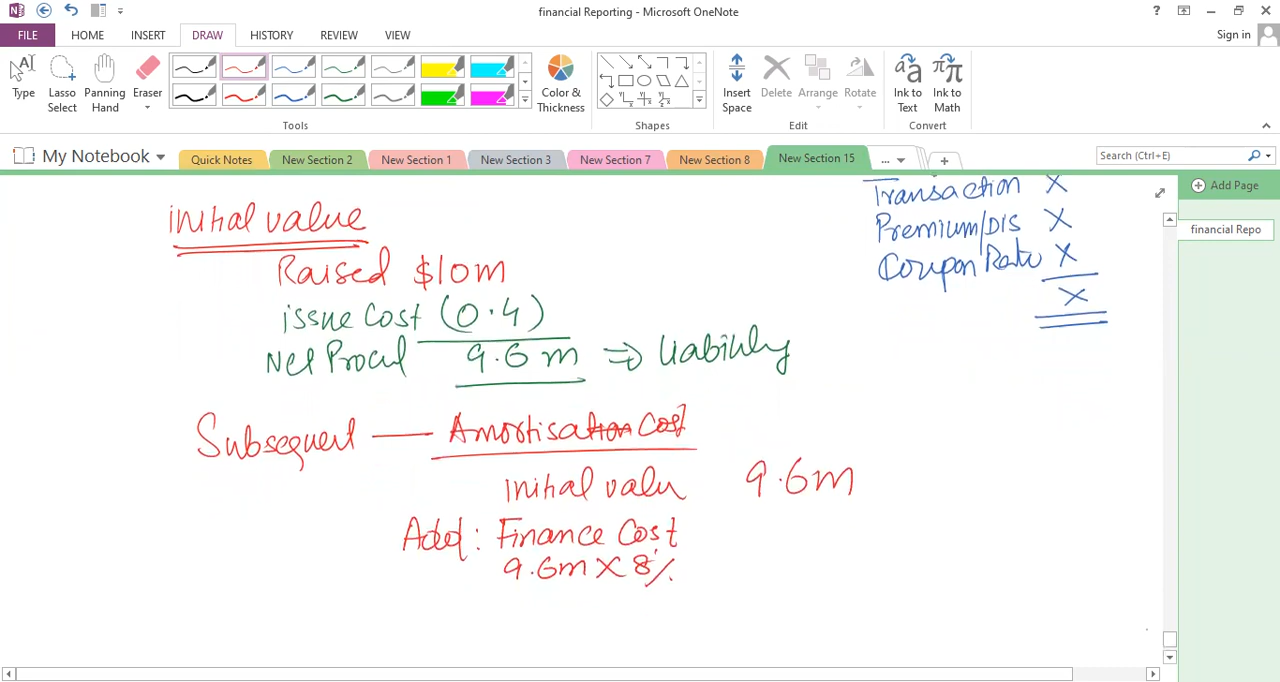 financial Reporting - Microsoft OneNote
FILE HOME INSERT DRAW HISTORY REVIEW VIEW Sign in
Type
Lasso Select
Panning Hand
Eraser
Color & Thickness
Insert Space
Delete
Arrange
Rotate
Ink to Text
Ink to Math
Tools Shapes Edit Convert
My Notebook Quick Notes New Section 2 New Section 1 New Section 3 New Section 7 New Section 8 New Section 15 ... Search (Ctrl+E)
Add Page
financial Repo
Transaction X
Premium/Dis X
Coupon Rate X
X
initial value
Raised $10m
issue Cost (0.4)
9.6 m ⇒ liability
Subsequent — Amortisation Cost
initial value 9.6m
Add: Finance Cost
9.6m X 8%